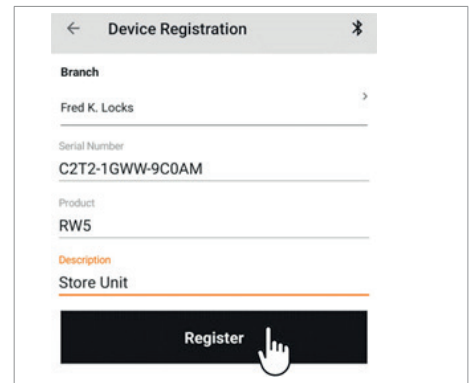 Device Registration
Branch
Fred K. Locks
Serial Number
C2T2-1GWW-9C0AM
Product
RW5
Description
Store Unit
Register